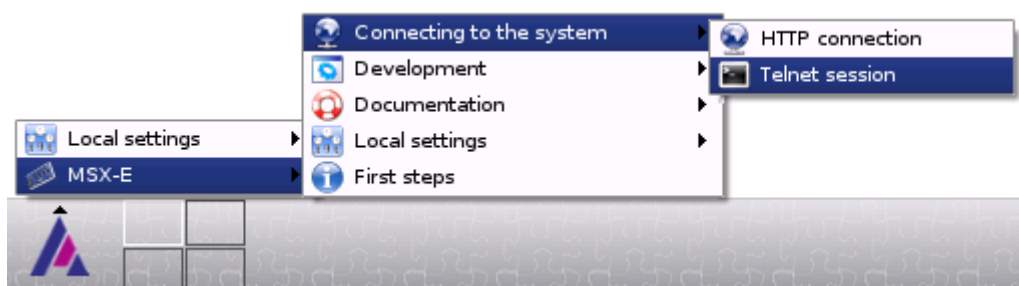 Connecting to the system
HTTP connection
Development
Telnet session
Documentation
Local settings
Local settings
MSX-E
First steps